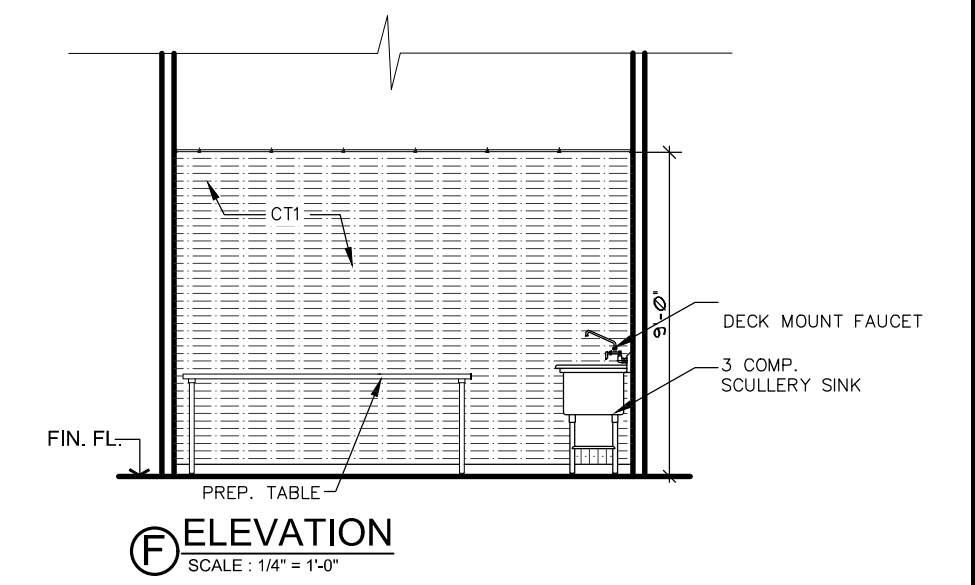 CT1
9'-0"
DECK MOUNT FAUCET
3 COMP.
SCULLERY SINK
FIN. FL.
PREP. TABLE
F
ELEVATION
SCALE : 1/4" = 1'-0"